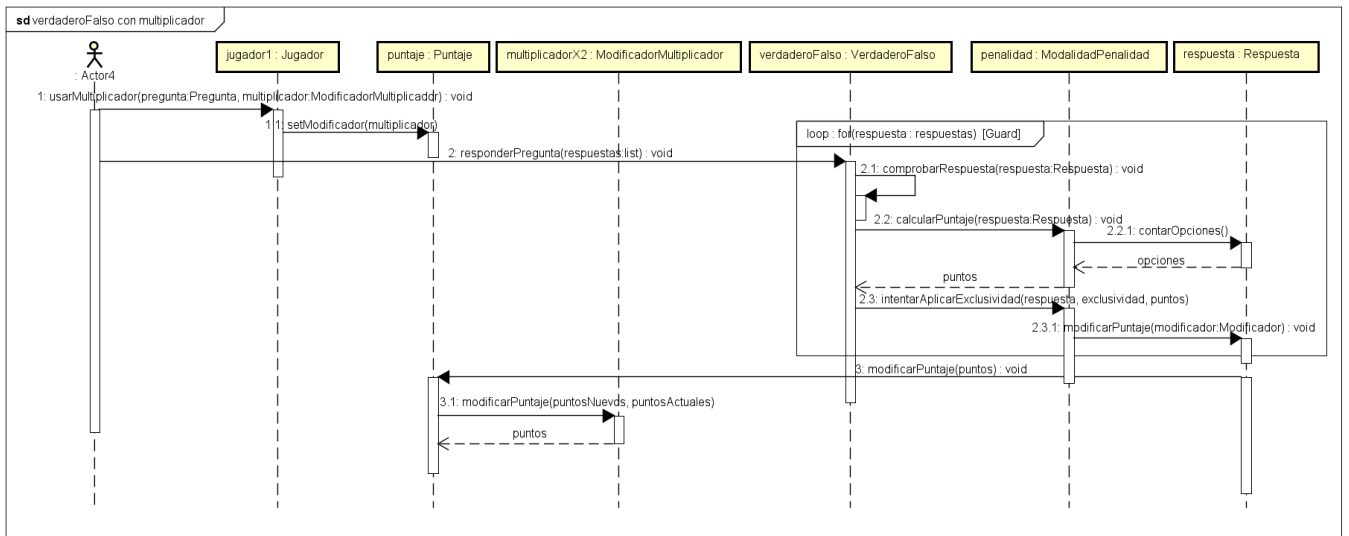 sd verdaderoFalso con multiplicador
: Actor4
jugador1 : Jugador
puntaje : Puntaje
multiplicadorX2 : ModificadorMultiplicador
verdaderoFalso : VerdaderoFalso
penalidad : ModalidadPenalidad
respuesta : Respuesta
1: usarMultiplicador(pregunta:Pregunta, multiplicador:ModificadorMultiplicador) : void
1.1: setModificador(multiplicador)
loop : for(respuesta : respuestas) [Guard]
2: responderPregunta(respuestas:list) : void
2.1: comprobarRespuesta(respuesta:Respuesta) : void
2.2: calcularPuntaje(respuesta:Respuesta) : void
2.2.1: contarOpciones()
opciones
puntos
2.3: intentarAplicarExclusividad(respuesta, exclusividad, puntos)
2.3.1: modificarPuntaje(modificador:Modificador) : void
3: modificarPuntaje(puntos) : void
3.1: modificarPuntaje(puntosNuevos, puntosActuales)
puntos